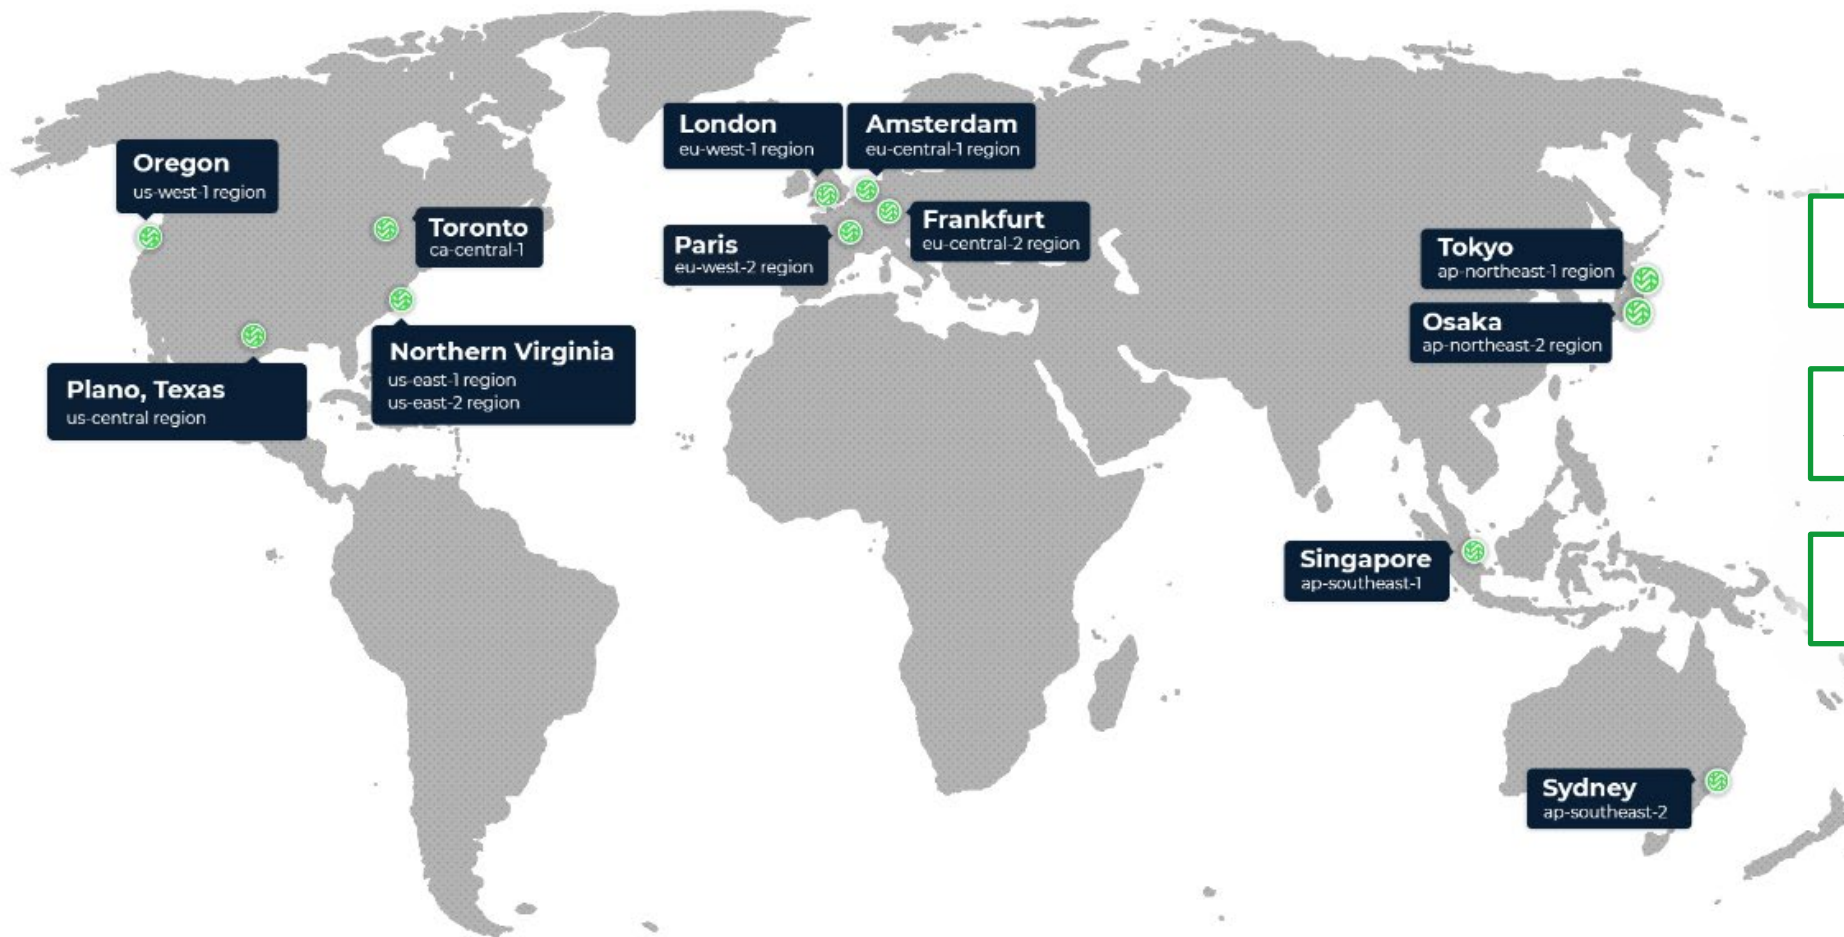 London
eu-west-1 region
Amsterdam
eu-central-1 region
Oregon
us-west-1 region
Toronto
ca-central-1
Frankfurt
eu-central-2 region
Paris
eu-west-2 region
Tokyo
ap-northeast-1 region
Osaka
ap-northeast-2 region
Northern Virginia
us-east-1 region
us-east-2 region
Plano, Texas
us-central region
Singapore
ap-southeast-1
Sydney
ap-southeast-2